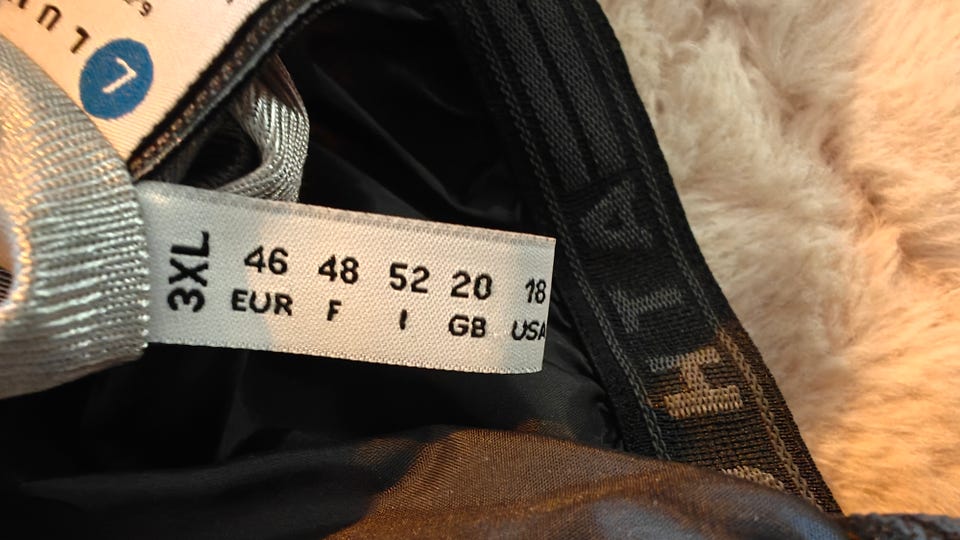 3XL
46 48 52 20 18
EUR F I GB USA
L